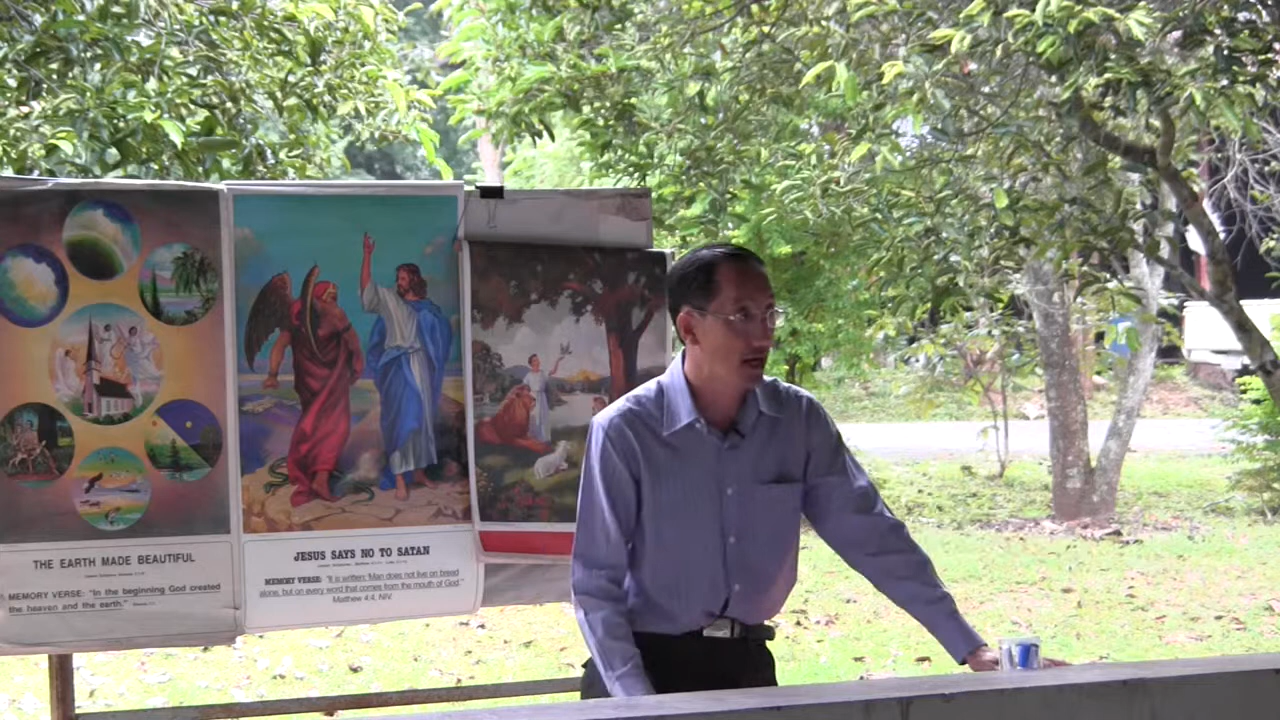 THE EARTH MADE BEAUTIFUL
MEMORY VERSE: "In the beginning God created
the heaven and the earth."
JESUS SAYS NO TO SATAN
MEMORY VERSE: "It is written: 'Man does not live on bread
alone, but on every word that comes from the mouth of God.'"
Matthew 4:4, NIV.